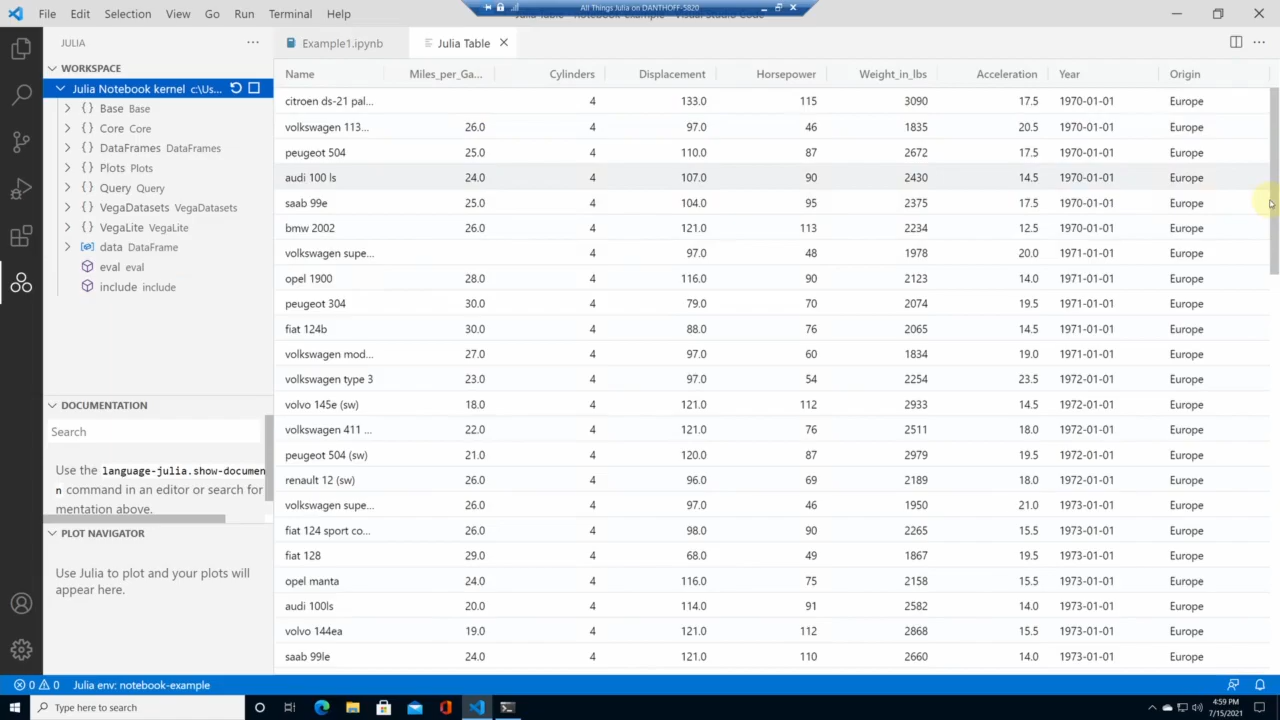 File Edit Selection View Go Run Terminal Help
All Things Julia on DANTHOFF-S820
JULIA
WORKSPACE
Julia Notebook kernel c:\Us...
Base Base
Core Core
DataFrames DataFrames
Plots Plots
Query Query
VegaDatasets VegaDatasets
VegaLite VegaLite
data DataFrame
eval eval
include include
DOCUMENTATION
Search
Use the language-julia.show-documen
n command in an editor or search for
mentation above.
PLOT NAVIGATOR
Use Julia to plot and your plots will
appear here.
Example1.ipynb Julia Table
Name Miles_per_Ga... Cylinders Displacement Horsepower Weight_in_lbs Acceleration Year Origin
citroen ds-21 pal... 4 133.0 115 3090 17.5 1970-01-01 Europe
volkswagen 113... 26.0 4 97.0 46 1835 20.5 1970-01-01 Europe
peugeot 504 25.0 4 110.0 87 2672 17.5 1970-01-01 Europe
audi 100 ls 24.0 4 107.0 90 2430 14.5 1970-01-01 Europe
saab 99e 25.0 4 104.0 95 2375 17.5 1970-01-01 Europe
bmw 2002 26.0 4 121.0 113 2234 12.5 1970-01-01 Europe
volkswagen supe... 4 97.0 48 1978 20.0 1971-01-01 Europe
opel 1900 28.0 4 116.0 90 2123 14.0 1971-01-01 Europe
peugeot 304 30.0 4 79.0 70 2074 19.5 1971-01-01 Europe
fiat 124b 30.0 4 88.0 76 2065 14.5 1971-01-01 Europe
volkswagen mod... 27.0 4 97.0 60 1834 19.0 1971-01-01 Europe
volkswagen type 3 23.0 4 97.0 54 2254 23.5 1972-01-01 Europe
volvo 145e (sw) 18.0 4 121.0 112 2933 14.5 1972-01-01 Europe
volkswagen 411 ... 22.0 4 121.0 76 2511 18.0 1972-01-01 Europe
peugeot 504 (sw) 21.0 4 120.0 87 2979 19.5 1972-01-01 Europe
renault 12 (sw) 26.0 4 96.0 69 2189 18.0 1972-01-01 Europe
volkswagen supe... 26.0 4 97.0 46 1950 21.0 1973-01-01 Europe
fiat 124 sport co... 26.0 4 98.0 90 2265 15.5 1973-01-01 Europe
fiat 128 29.0 4 68.0 49 1867 19.5 1973-01-01 Europe
opel manta 24.0 4 116.0 75 2158 15.5 1973-01-01 Europe
audi 100ls 20.0 4 114.0 91 2582 14.0 1973-01-01 Europe
volvo 144ea 19.0 4 121.0 112 2868 15.5 1973-01-01 Europe
saab 99le 24.0 4 121.0 110 2660 14.0 1973-01-01 Europe
0 0 Julia env: notebook-example
Type here to search
4:59 PM
7/15/2021